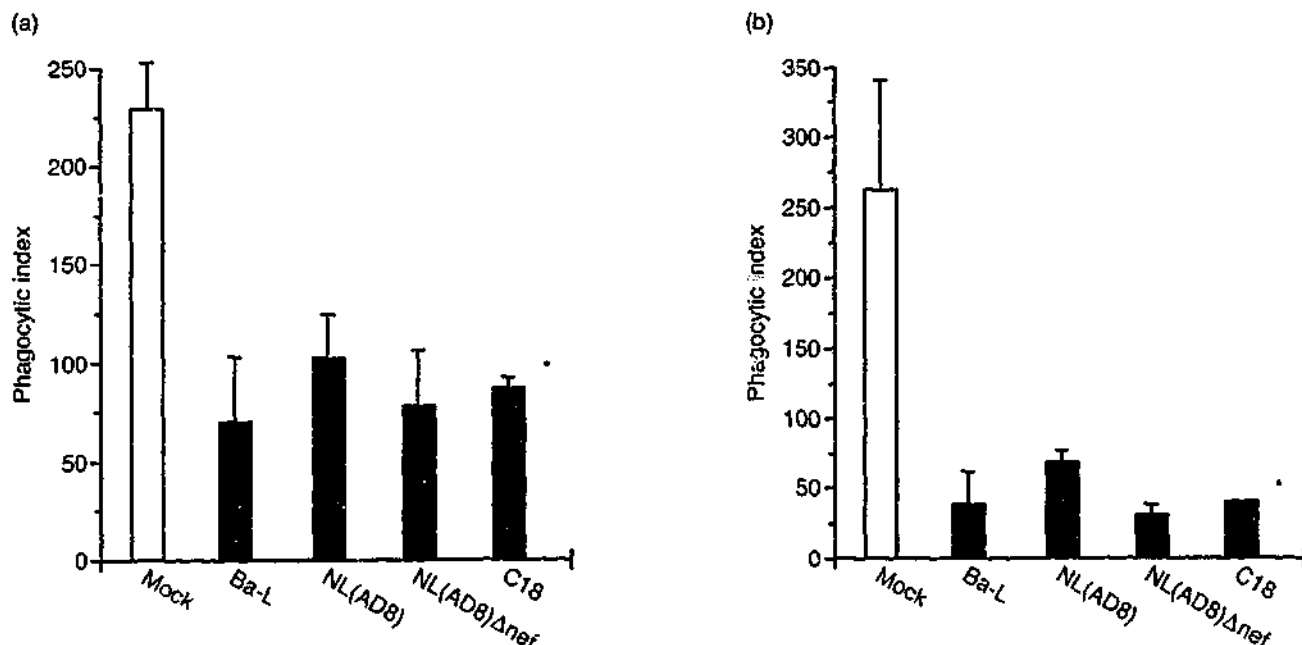 (a)
250
200
150
100
50
0
Phagocytic index
Mock
Ba-L
NL(AD8)
NL(AD8)Δnef
C18
(b)
350
300
250
200
150
100
50
0
Phagocytic index
Mock
Ba-L
NL(AD8)
NL(AD8)Δnef
C18